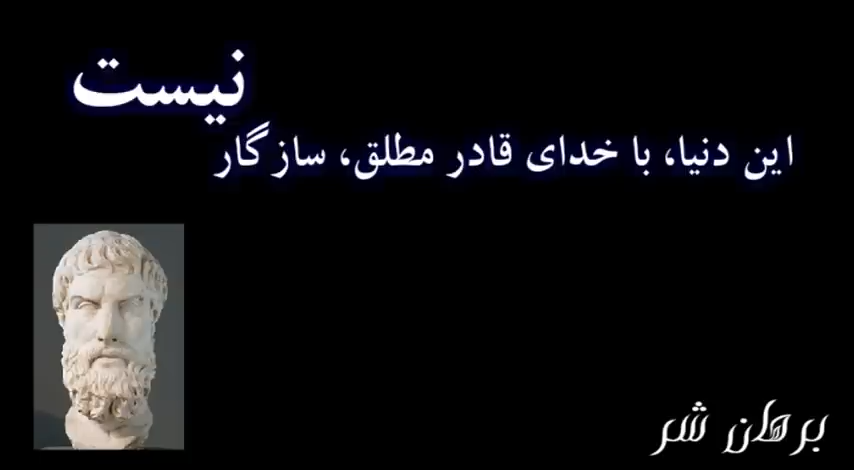 نیست
این دنیا، با خدای قادر مطلق، سازگار
برهان شر